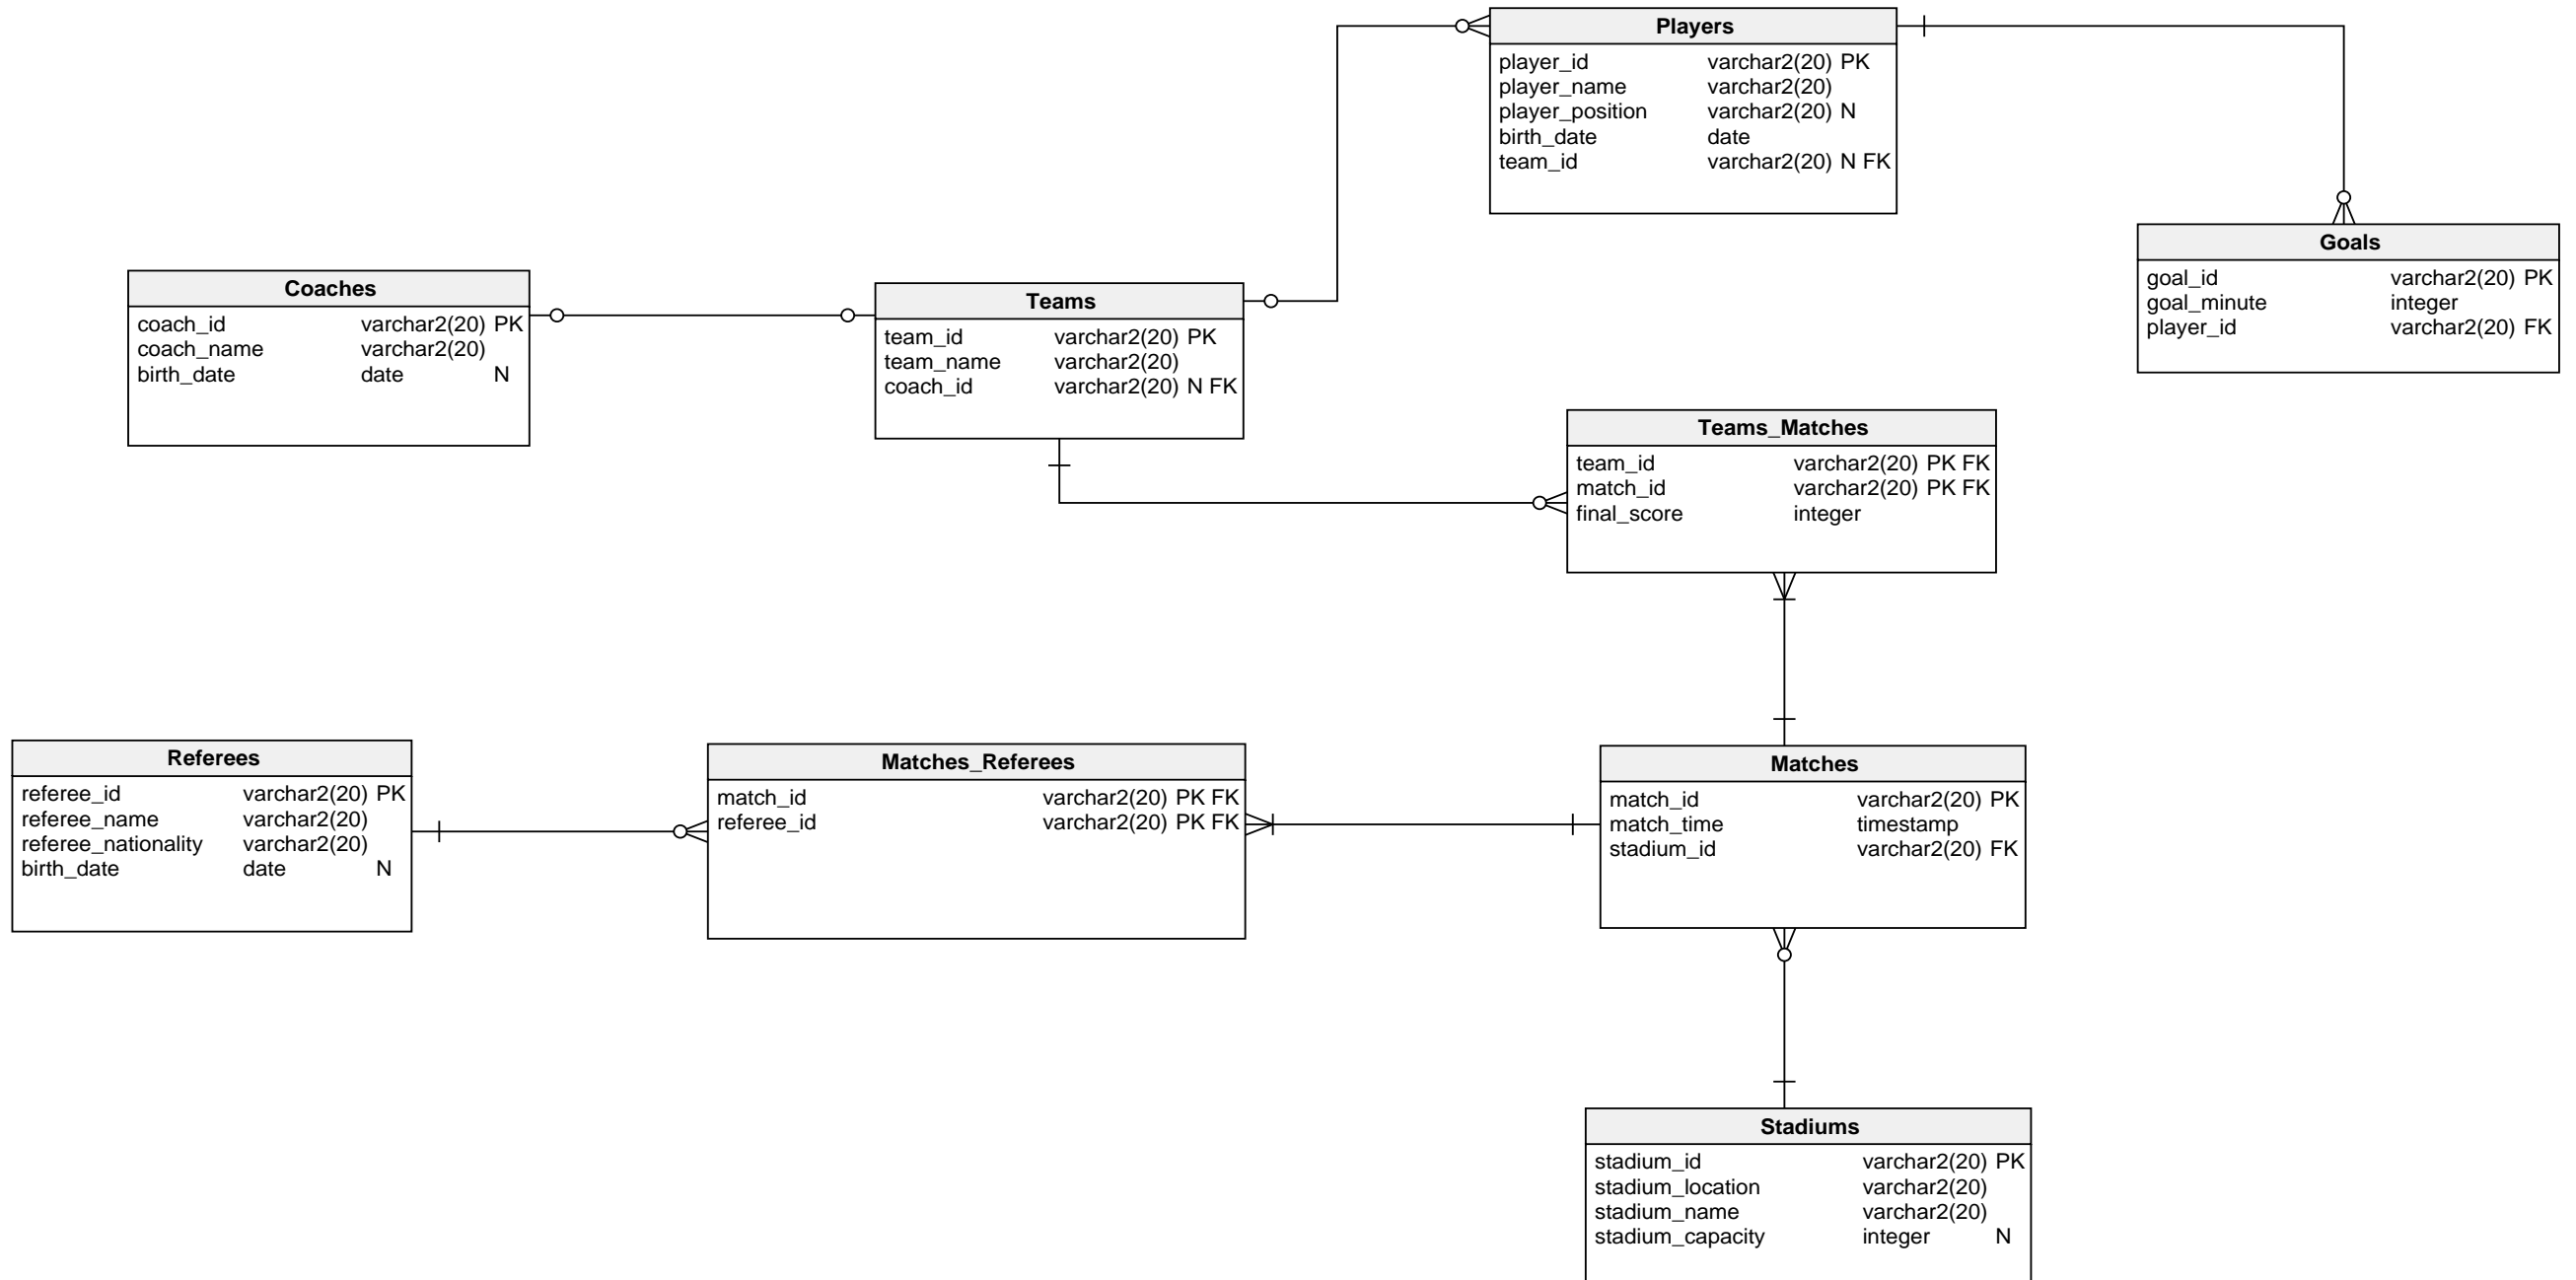 Players
player_id varchar2(20) PK
player_name varchar2(20)
player_position varchar2(20) N
birth_date date
team_id varchar2(20) N FK
Goals
goal_id varchar2(20) PK
goal_minute integer
player_id varchar2(20) FK
Coaches
coach_id varchar2(20) PK
coach_name varchar2(20)
birth_date date N
Teams
team_id varchar2(20) PK
team_name varchar2(20)
coach_id varchar2(20) N FK
Teams_Matches
team_id varchar2(20) PK FK
match_id varchar2(20) PK FK
final_score integer
Referees
referee_id varchar2(20) PK
referee_name varchar2(20)
referee_nationality varchar2(20)
birth_date date N
Matches_Referees
match_id varchar2(20) PK FK
referee_id varchar2(20) PK FK
Matches
match_id varchar2(20) PK
match_time timestamp
stadium_id varchar2(20) FK
Stadiums
stadium_id varchar2(20) PK
stadium_location varchar2(20)
stadium_name varchar2(20)
stadium_capacity integer N